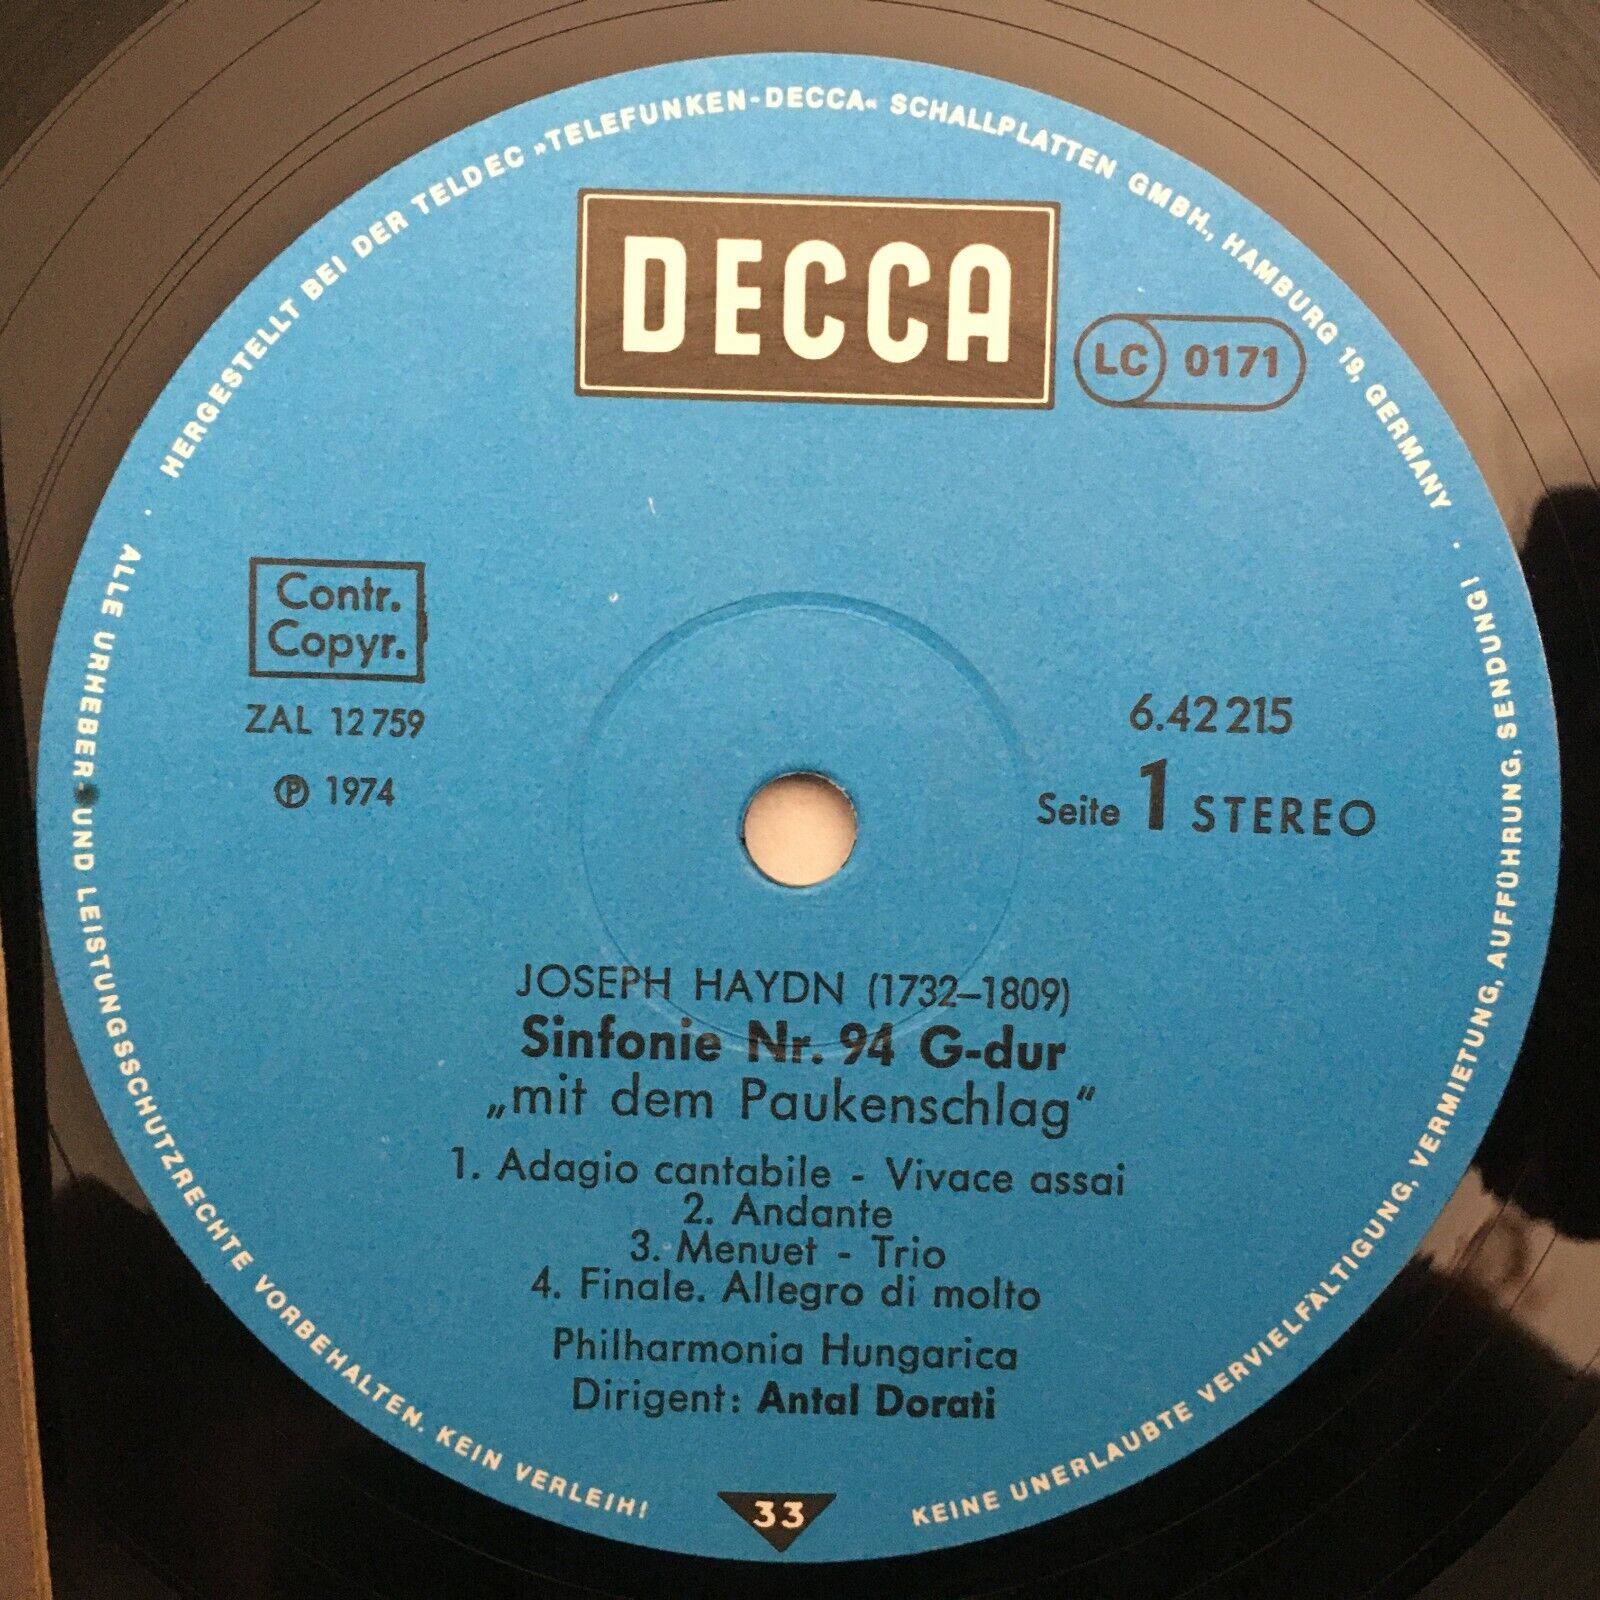 HERGESTELLT BEI DER TELDEC »TELEFUNKEN-DECCA« SCHALLPLATTEN GMBH., HAMBURG 19, GERMANY ·
DECCA
LC 0171
Contr.
Copyr.
ZAL 12 759
℗ 1974
6.42 215
Seite 1 STEREO
JOSEPH HAYDN (1732–1809)
Sinfonie Nr. 94 G-dur
„mit dem Paukenschlag“
1. Adagio cantabile - Vivace assai
2. Andante
3. Menuet - Trio
4. Finale. Allegro di molto
Philharmonia Hungarica
Dirigent: Antal Dorati
33
· ALLE URHEBER- UND LEISTUNGSSCHUTZRECHTE VORBEHALTEN. KEIN VERLEIH!
KEINE UNERLAUBTE VERVIELFÄLTIGUNG, VERMIETUNG, AUFFÜHRUNG, SENDUNG!